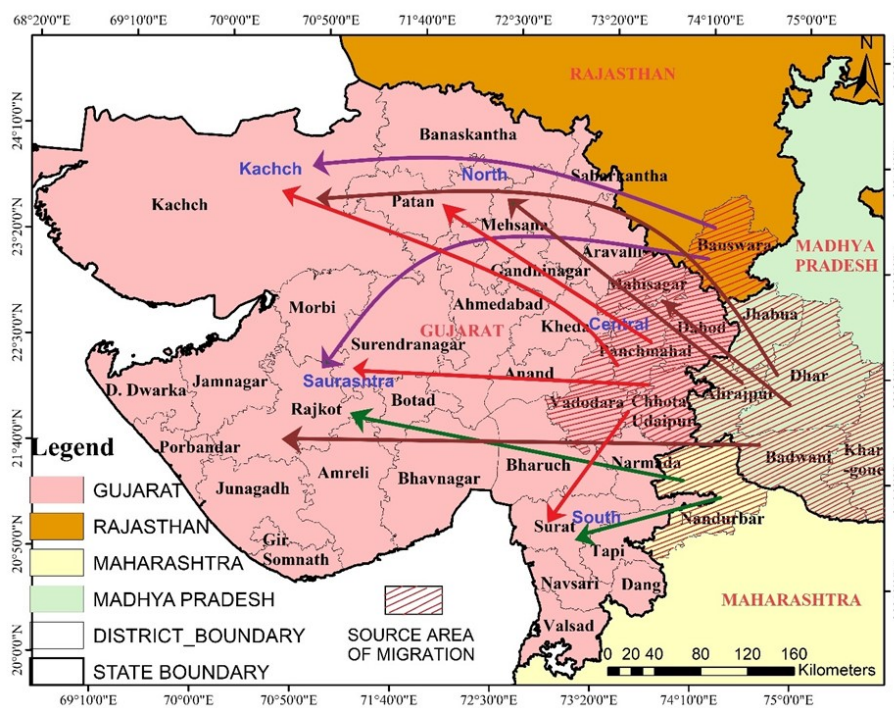 68°20'0"E 69°10'0"E 70°0'0"E 70°50'0"E 71°40'0"E 72°30'0"E 73°20'0"E 74°10'0"E 75°0'0"E
N
RAJASTHAN
24°10'0"N
Banaskantha
Kachch
North
Sabarkantha
Kachch
Patan
23°20'0"N
Mehsana
Banswara
MADHYA
PRADESH
Aravalli
Gandhinagar
Mahisagar
Morbi
Ahmedabad
Jhabua
22°30'0"N
GUJARAT
Kheda
Central
Dahod
Surendranagar
Panchmahal
Anand
Dhar
D. Dwarka
Jamnagar
Saurashtra
Ahrajpur
Botad
Vadodara
Chhota
Udaipur
Rajkot
21°40'0"N
Legend
Porbandar
Badwani
Khar
-gone
Bharuch
Narmada
Amreli
Bhavnagar
Junagadh
GUJARAT
South
Nandurbar
RAJASTHAN
Surat
20°50'0"N
Gir
Somnath
Tapi
MAHARASHTRA
Navsari
Dang
MADHYA PRADESH
MAHARASHTRA
Valsad
DISTRICT_BOUNDARY
SOURCE AREA
OF MIGRATION
20°0'0"N
STATE BOUNDARY
0 20 40 80 120 160
Kilometers
69°10'0"E 70°0'0"E 70°50'0"E 71°40'0"E 72°30'0"E 73°20'0"E 74°10'0"E 75°0'0"E